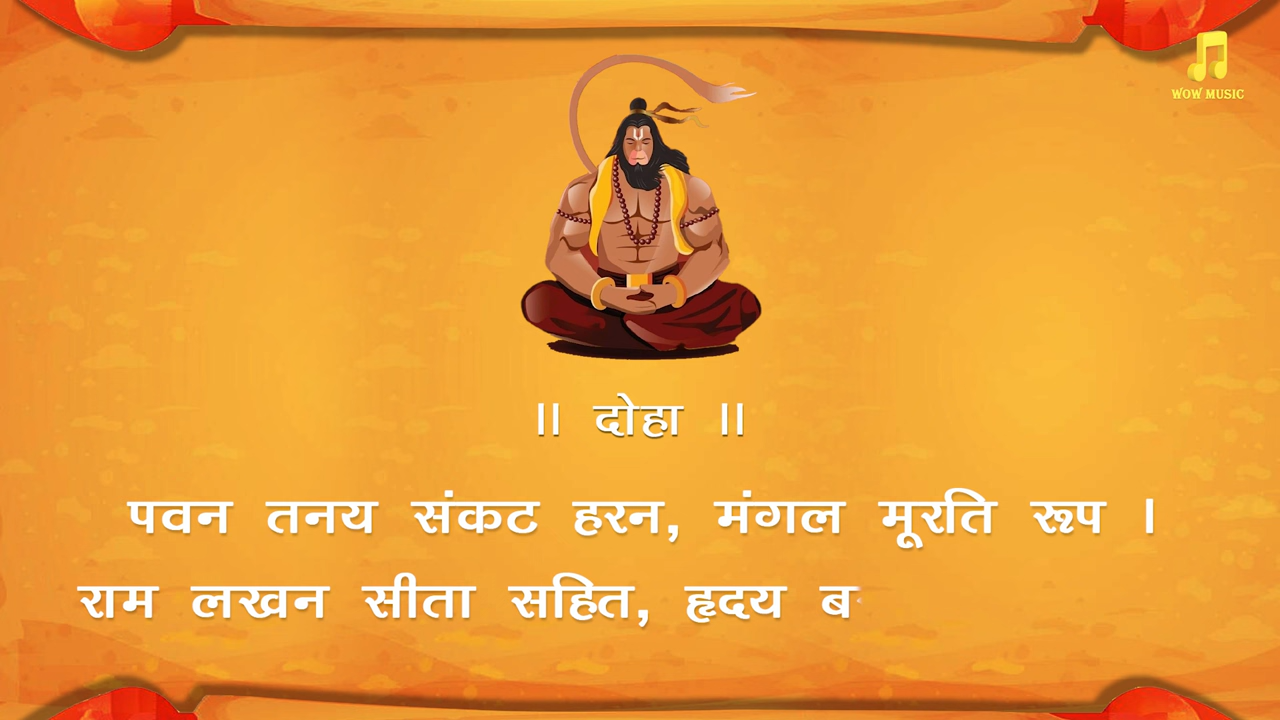 WOW MUSIC
॥ दोहा ॥
पवन तनय संकट हरन, मंगल मूरति रूप ।
राम लखन सीता सहित, हृदय ब